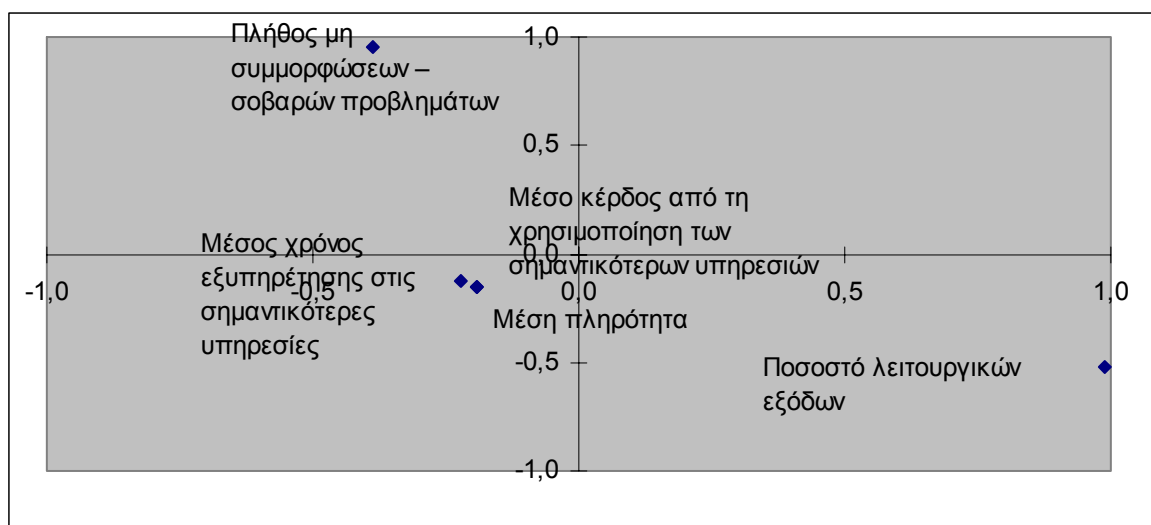 Πλήθος μη
συμμορφώσεων –
σοβαρών προβλημάτων
1,0
0,5
Μέσο κέρδος από τη
χρησιμοποίηση των
σημαντικότερων υπηρεσιών
Μέσος χρόνος
εξυπηρέτησης στις
σημαντικότερες
υπηρεσίες
0,0
-1,0
-0,5
0,0
0,5
1,0
Μέση πληρότητα
-0,5
Ποσοστό λειτουργικών
εξόδων
-1,0